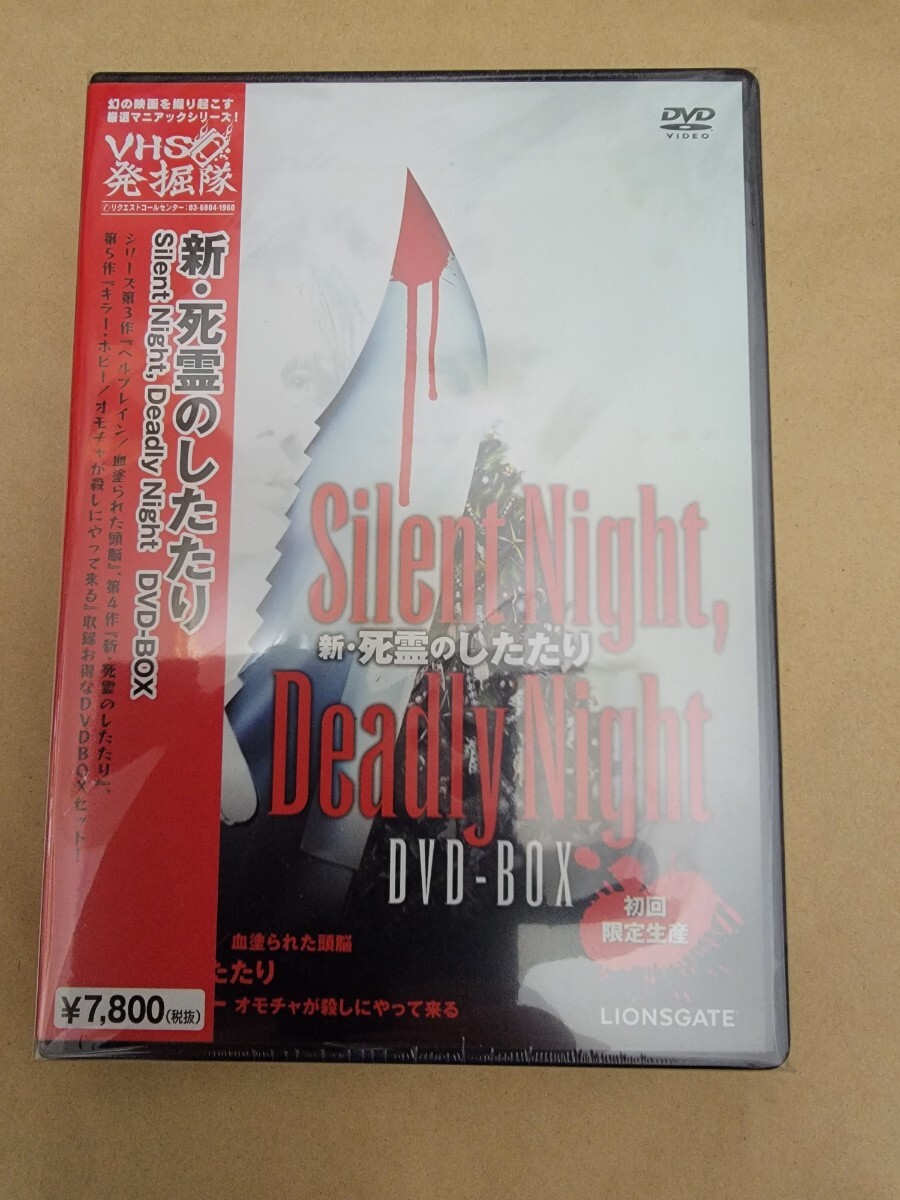 幻の映画を掘り起こす
厳選マニアックシリーズ!
VHS
発掘隊
✆リクエストコールセンター:03-6804-1960
新・死霊のしたたり
Silent Night, Deadly Night DVD-BOX
シリーズ第3作『ヘルブレイン/血塗られた頭脳』、第4作『新・死霊のしたたり』、
第5作『キラー・ホビー/オモチャが殺しにやって来る』収録お得なDVDBOXセット!
¥7,800(税抜)
DVD
VIDEO
Silent Night,
新・死霊のしたたり
Deadly Night
DVD-BOX
初回
限定生産
血塗られた頭脳
たたり
ー オモチャが殺しにやって来る
LIONSGATE